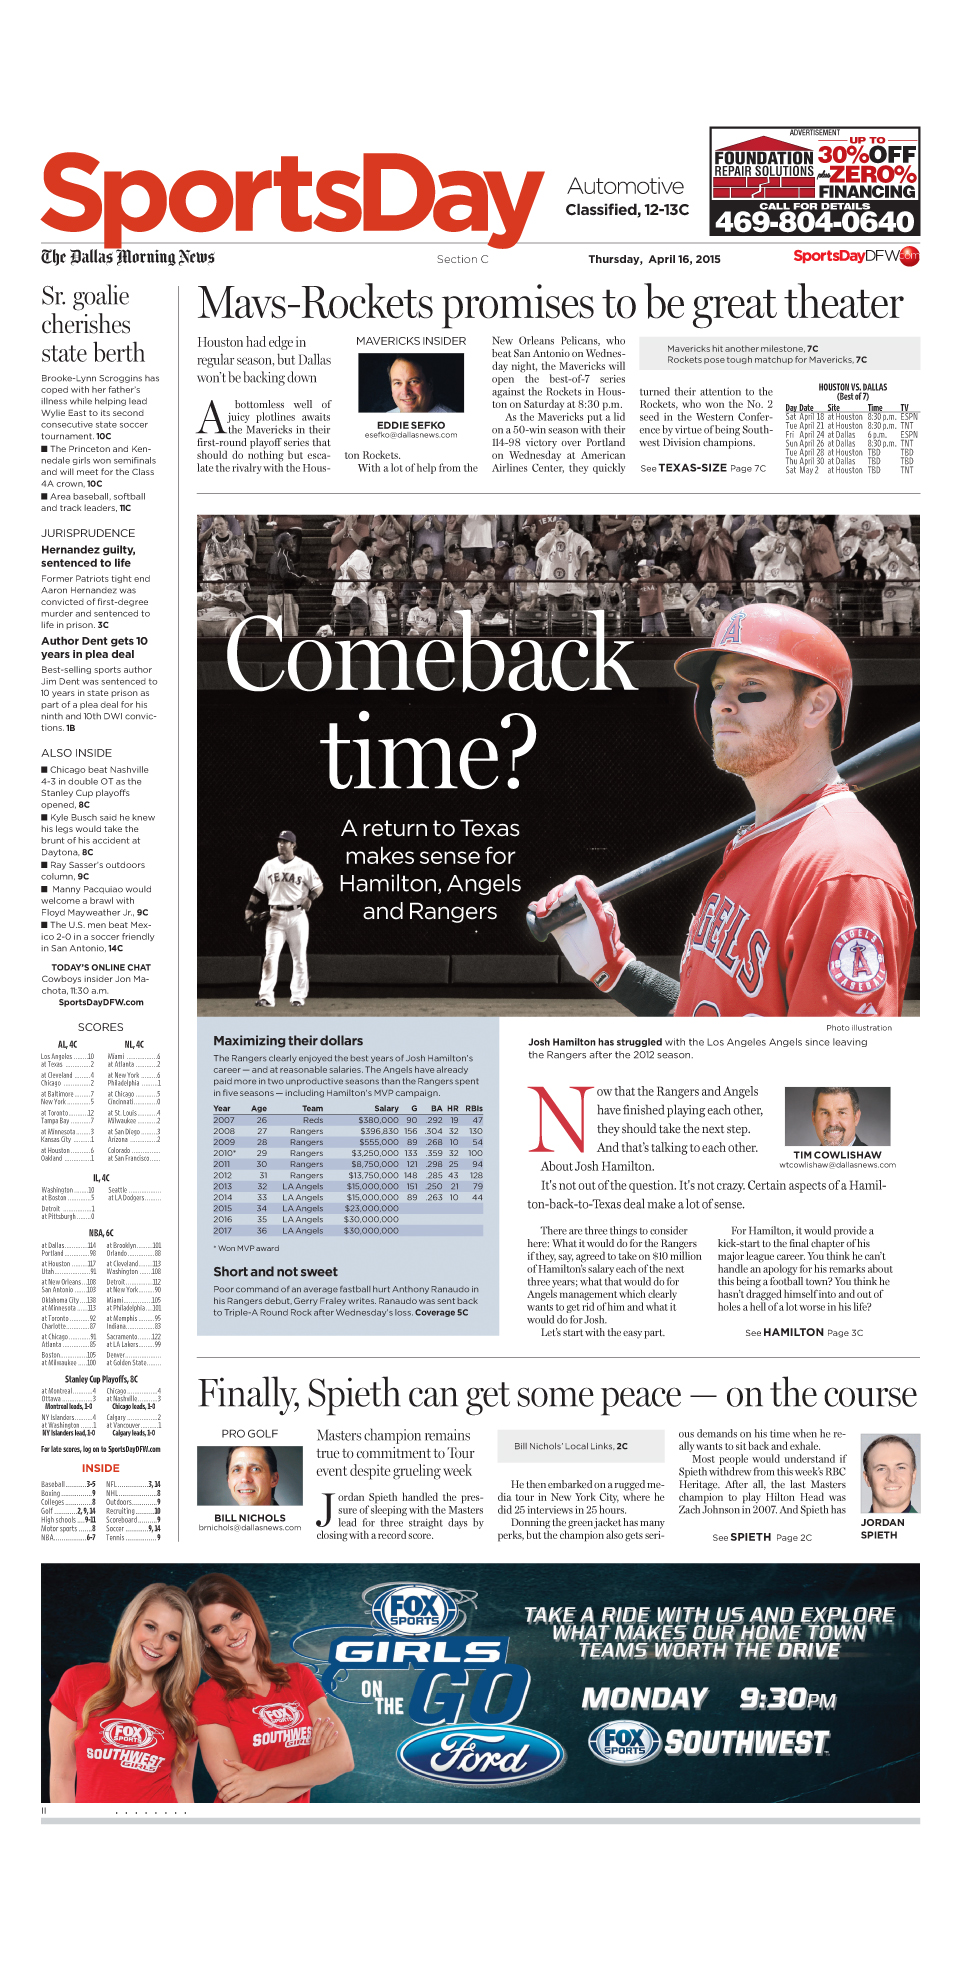 SportsDay
Automotive
Classified, 12-13C
ADVERTISEMENT
FOUNDATION
REPAIR SOLUTIONS
UP TO
30%OFF
plus ZERO%
FINANCING
CALL FOR DETAILS
469-804-0640
The Dallas Morning News
Section C
Thursday, April 16, 2015
SportsDayDFW.com
Sr. goalie
cherishes
state berth
Brooke-Lynn Scroggins has
coped with her father's
illness while helping lead
Wylie East to its second
consecutive state soccer
tournament. 10C
■ The Princeton and Ken-
nedale girls won semifinals
and will meet for the Class
4A crown, 10C
■ Area baseball, softball
and track leaders, 11C
JURISPRUDENCE
Hernandez guilty,
sentenced to life
Former Patriots tight end
Aaron Hernandez was
convicted of first-degree
murder and sentenced to
life in prison. 3C
Author Dent gets 10
years in plea deal
Best-selling sports author
Jim Dent was sentenced to
10 years in state prison as
part of a plea deal for his
ninth and 10th DWI convic-
tions. 1B
ALSO INSIDE
■ Chicago beat Nashville
4-3 in double OT as the
Stanley Cup playoffs
opened, 8C
■ Kyle Busch said he knew
his legs would take the
brunt of his accident at
Daytona, 8C
■ Ray Sasser's outdoors
column, 9C
■ Manny Pacquiao would
welcome a brawl with
Floyd Mayweather Jr., 9C
■ The U.S. men beat Mex-
ico 2-0 in a soccer friendly
in San Antonio, 14C
TODAY'S ONLINE CHAT
Cowboys insider Jon Ma-
chota, 11:30 a.m.
SportsDayDFW.com
SCORES
AL, 4C
Los Angeles ....... 10
at Texas ............. 2
at Cleveland ....... 4
Chicago ............. 2
at Baltimore ....... 7
New York ........... 5
at Toronto .......... 12
Tampa Bay ......... 7
at Minnesota ...... 3
Kansas City ........ 1
at Houston ......... 6
Oakland ............. 1
NL, 4C
Miami ............... 6
at Atlanta .......... 2
at New York ....... 6
Philadelphia ....... 1
at Chicago ......... 5
Cincinnati .......... 0
at St. Louis ........ 4
Milwaukee ......... 2
at San Diego ...... 3
Arizona ............. 2
Colorado ...........
at San Francisco .....
IL, 4C
Washington ....... 10
at Boston ........... 5
Detroit .............. 1
at Pittsburgh ...... 0
Seattle ..............
at LA Dodgers .......
NBA, 6C
at Dallas ........... 114
Portland ............ 98
at Houston ........ 117
Utah ................. 91
at New Orleans .. 108
San Antonio ...... 103
Oklahoma City ... 138
at Minnesota ..... 113
at Toronto ......... 92
Charlotte ........... 87
at Chicago ......... 91
Atlanta .............. 85
Boston .............. 105
at Milwaukee .... 100
at Brooklyn ....... 101
Orlando ............. 88
at Cleveland ...... 113
Washington ...... 108
Detroit .............. 112
at New York ...... 90
Miami ............... 105
at Philadelphia .. 101
at Memphis ....... 95
Indiana ............. 83
Sacramento ...... 122
at LA Lakers ...... 99
Denver ..............
at Golden State ......
Stanley Cup Playoffs, 8C
at Montreal ........ 4
Ottawa .............. 3
Montreal leads, 1-0
NY Islanders ...... 4
at Washington ... 1
NY Islanders lead, 1-0
Chicago ............. 4
at Nashville ....... 3
Chicago leads, 1-0
Calgary ............. 2
at Vancouver ..... 1
Calgary leads, 1-0
For late scores, log on to SportsDayDFW.com
INSIDE
Baseball ........... 3-5
Boxing .............. 9
Colleges ............ 8
Golf ........... 2, 9, 14
High schools .... 9-11
Motor sports ...... 8
NBA ................. 6-7
NFL ............... 3, 14
NHL .................. 8
Outdoors ........... 9
Recruiting ......... 10
Scoreboard ........ 9
Soccer .......... 9, 14
Tennis ............... 9
Mavs-Rockets promises to be great theater
Houston had edge in
regular season, but Dallas
won't be backing down
A bottomless well of
juicy plotlines awaits
the Mavericks in their
first-round playoff series that
should do nothing but esca-
late the rivalry with the Hous-
MAVERICKS INSIDER
EDDIE SEFKO
esefko@dallasnews.com
ton Rockets.
With a lot of help from the
New Orleans Pelicans, who
beat San Antonio on Wednes-
day night, the Mavericks will
open the best-of-7 series
against the Rockets in Hous-
ton on Saturday at 8:30 p.m.
As the Mavericks put a lid
on a 50-win season with their
114-98 victory over Portland
on Wednesday at American
Airlines Center, they quickly
Mavericks hit another milestone, 7C
Rockets pose tough matchup for Mavericks, 7C
turned their attention to the
Rockets, who won the No. 2
seed in the Western Confer-
ence by virtue of being South-
west Division champions.
See TEXAS-SIZE Page 7C
HOUSTON VS. DALLAS
(Best of 7)
Day Date Site Time TV
Sat April 18 at Houston 8:30 p.m. ESPN
Tue April 21 at Houston 8:30 p.m. TNT
Fri April 24 at Dallas 6 p.m. ESPN
Sun April 26 at Dallas 8:30 p.m. TNT
Tue April 28 at Houston TBD TBD
Thu April 30 at Dallas TBD TBD
Sat May 2 at Houston TBD TNT
Comeback
time?
A return to Texas
makes sense for
Hamilton, Angels
and Rangers
TEXAS
A
ANGELS
ANGELS
A
BASEBALL
Photo illustration
Josh Hamilton has struggled with the Los Angeles Angels since leaving
the Rangers after the 2012 season.
Maximizing their dollars
The Rangers clearly enjoyed the best years of Josh Hamilton's
career — and at reasonable salaries. The Angels have already
paid more in two unproductive seasons than the Rangers spent
in five seasons — including Hamilton's MVP campaign.
Year Age Team Salary G BA HR RBIs
2007 26 Reds $380,000 90 .292 19 47
2008 27 Rangers $396,830 156 .304 32 130
2009 28 Rangers $555,000 89 .268 10 54
2010* 29 Rangers $3,250,000 133 .359 32 100
2011 30 Rangers $8,750,000 121 .298 25 94
2012 31 Rangers $13,750,000 148 .285 43 128
2013 32 LA Angels $15,000,000 151 .250 21 79
2014 33 LA Angels $15,000,000 89 .263 10 44
2015 34 LA Angels $23,000,000
2016 35 LA Angels $30,000,000
2017 36 LA Angels $30,000,000
* Won MVP award
Short and not sweet
Poor command of an average fastball hurt Anthony Ranaudo in
his Rangers debut, Gerry Fraley writes. Ranaudo was sent back
to Triple-A Round Rock after Wednesday's loss. Coverage 5C
Now that the Rangers and Angels
have finished playing each other,
they should take the next step.
And that's talking to each other.
About Josh Hamilton.
It's not out of the question. It's not crazy. Certain aspects of a Hamil-
ton-back-to-Texas deal make a lot of sense.
TIM COWLISHAW
wtcowlishaw@dallasnews.com
There are three things to consider
here: What it would do for the Rangers
if they, say, agreed to take on $10 million
of Hamilton's salary each of the next
three years; what that would do for
Angels management which clearly
wants to get rid of him and what it
would do for Josh.
Let's start with the easy part.
For Hamilton, it would provide a
kick-start to the final chapter of his
major league career. You think he can't
handle an apology for his remarks about
this being a football town? You think he
hasn't dragged himself into and out of
holes a hell of a lot worse in his life?
See HAMILTON Page 3C
Finally, Spieth can get some peace — on the course
PRO GOLF
BILL NICHOLS
bmichols@dallasnews.com
Masters champion remains
true to commitment to Tour
event despite grueling week
Jordan Spieth handled the pres-
sure of sleeping with the Masters
lead for three straight days by
closing with a record score.
Bill Nichols' Local Links, 2C
He then embarked on a rugged me-
dia tour in New York City, where he
did 25 interviews in 25 hours.
Donning the green jacket has many
perks, but the champion also gets seri-
ous demands on his time when he re-
ally wants to sit back and exhale.
Most people would understand if
Spieth withdrew from this week's RBC
Heritage. After all, the last Masters
champion to play Hilton Head was
Zach Johnson in 2007. And Spieth has
See SPIETH Page 2C
JORDAN
SPIETH
FOX
SPORTS
SOUTHWEST
GIRLS
FOX
SPORTS
SOUTHWEST
GIRLS
FOX
SPORTS
GIRLS
ON
THE
GO
Ford
TAKE A RIDE WITH US AND EXPLORE
WHAT MAKES OUR HOME TOWN
TEAMS WORTH THE DRIVE
MONDAY 9:30PM
FOX
SPORTS
SOUTHWEST
II